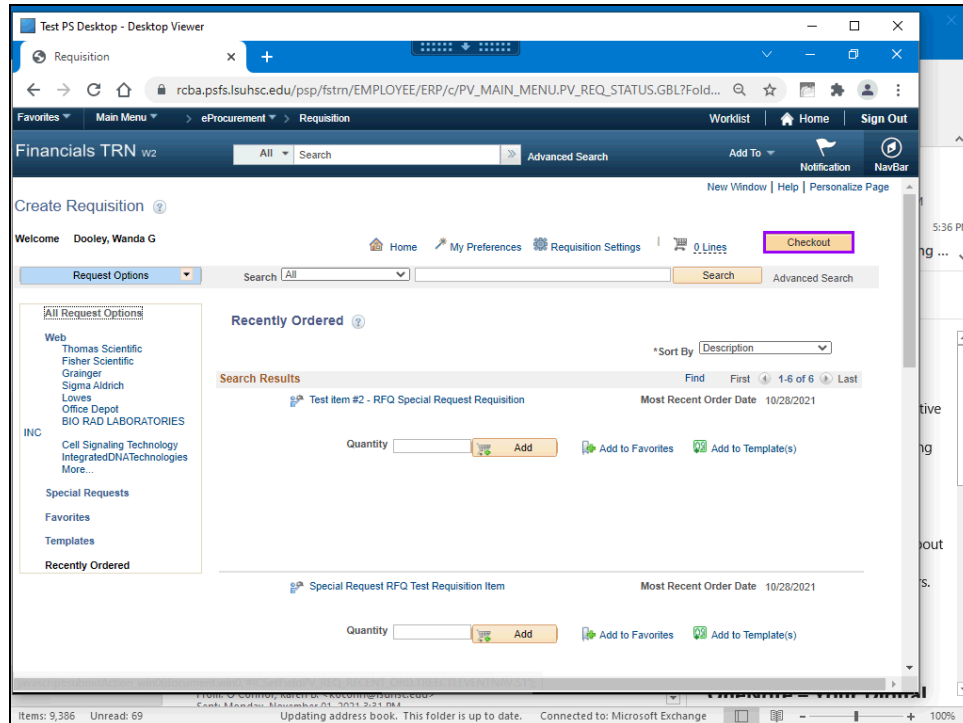 Test PS Desktop - Desktop Viewer
Requisition
rcba.psfs.lsuhsc.edu/psp/fstrn/EMPLOYEE/ERP/c/PV_MAIN_MENU.PV_REQ_STATUS.GBL?Fold...
Favorites Main Menu > eProcurement > Requisition Worklist Home Sign Out
Financials TRN W2 All Search » Advanced Search Add To Notification NavBar
New Window | Help | Personalize Page
Create Requisition ?
Welcome Dooley, Wanda G
Home My Preferences Requisition Settings 0 Lines Checkout
Request Options Search All Search Advanced Search
All Request Options
Web
Thomas Scientific
Fisher Scientific
Grainger
Sigma Aldrich
Lowes
Office Depot
BIO RAD LABORATORIES
INC
Cell Signaling Technology
IntegratedDNATechnologies
More...
Special Requests
Favorites
Templates
Recently Ordered
Recently Ordered ?
*Sort By Description
Search Results Find First 1-6 of 6 Last
Test item #2 - RFQ Special Request Requisition Most Recent Order Date 10/28/2021
Quantity Add Add to Favorites Add to Template(s)
Special Request RFQ Test Requisition Item Most Recent Order Date 10/28/2021
Quantity Add Add to Favorites Add to Template(s)
5:36 P
ng ...
tive
ng
out
s.
Items: 9,386 Unread: 69 Updating address book. This folder is up to date. Connected to: Microsoft Exchange 100%